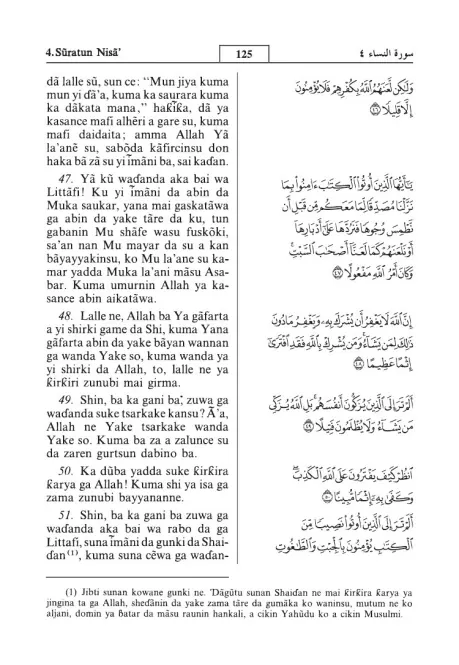 4. Sūratun Nisā'
125
سورة النساء ٤
dā lalle sū, sun ce: "Mun jiya kuma
mun yi ɗā'a, kuma ka saurara kuma
ka dākata mana," haƙīƙa, dā ya
kasance mafi alhēri a gare su, kuma
mafi daidaita; amma Allah Yā
la'anē su, sabōda kāfircinsu don
haka bā zā su yi īmāni ba, sai kaɗan.
47. Yā kū waɗanda aka bai wa
Littāfi! Ku yi īmāni da abin da
Muka saukar, yana mai gaskatāwa
ga abin da yake tāre da ku, tun
gabanin Mu shāfe wasu fuskōki,
sa'an nan Mu mayar da su a kan
bāyayyakinsu, ko Mu la'ane su ka-
mar yadda Muka la'ani māsu Asa-
bar. Kuma umurnin Allah ya ka-
sance abin aikatāwa.
48. Lalle ne, Allah ba Ya gāfarta
a yi shirki game da Shi, kuma Yana
gāfarta abin da yake bāyan wannan
ga wanda Yake so, kuma wanda ya
yi shirki da Allah, to, lalle ne ya
ƙirƙiri zunubi mai girma.
49. Shin, ba ka gani ba, zuwa ga
waɗanda suke tsarkake kansu? Ā'a,
Allah ne Yake tsarkake wanda
Yake so. Kuma ba za a zalunce su
da zaren gurtsun dabino ba.
50. Ka dūba yadda suke ƙirƙira
ƙarya ga Allah! Kuma shi ya isa ga
zama zunubi bayyananne.
51. Shin, ba ka gani ba zuwa ga
waɗanda aka bai wa rabo da ga
Littafi, suna īmāni da gunki da Shai-
ɗan (1), kuma suna cēwa ga waɗan-
وَلَٰكِن لَّعَنَهُمُ ٱللَّهُ بِكُفْرِهِمْ فَلَا يُؤْمِنُونَ
إِلَّا قَلِيلًا ٤٦
يَٰٓأَيُّهَا ٱلَّذِينَ أُوتُوا۟ ٱلْكِتَٰبَ ءَامِنُوا۟ بِمَا
نَزَّلْنَا مُصَدِّقًا لِّمَا مَعَكُم مِّن قَبْلِ أَن
نَّطْمِسَ وُجُوهًا فَنَرُدَّهَا عَلَىٰٓ أَدْبَارِهَآ
أَوْ نَلْعَنَهُمْ كَمَا لَعَنَّآ أَصْحَٰبَ ٱلسَّبْتِ
وَكَانَ أَمْرُ ٱللَّهِ مَفْعُولًا ٤٧
إِنَّ ٱللَّهَ لَا يَغْفِرُ أَن يُشْرَكَ بِهِۦ وَيَغْفِرُ مَا دُونَ
ذَٰلِكَ لِمَن يَشَآءُ وَمَن يُشْرِكْ بِٱللَّهِ فَقَدِ ٱفْتَرَىٰٓ
إِثْمًا عَظِيمًا ٤٨
أَلَمْ تَرَ إِلَى ٱلَّذِينَ يُزَكُّونَ أَنفُسَهُم بَلِ ٱللَّهُ يُزَكِّى
مَن يَشَآءُ وَلَا يُظْلَمُونَ فَتِيلًا ٤٩
ٱنظُرْ كَيْفَ يَفْتَرُونَ عَلَى ٱللَّهِ ٱلْكَذِبَ
وَكَفَىٰ بِهِۦٓ إِثْمًا مُّبِينًا ٥٠
أَلَمْ تَرَ إِلَى ٱلَّذِينَ أُوتُوا۟ نَصِيبًا مِّنَ
ٱلْكِتَٰبِ يُؤْمِنُونَ بِٱلْجِبْتِ وَٱلطَّٰغُوتِ
(1) Jibti sunan kowane gunki ne. Ɗāgūtu sunan Shaiɗan ne mai ƙirƙira ƙarya ya
jingina ta ga Allah, sheɗānin da yake zama tāre da gumāka ko waninsu, mutum ne ko
aljani, domin ya ɓatar da māsu raunin hankali, a cikin Yahūdu ko a cikin Musulmi.